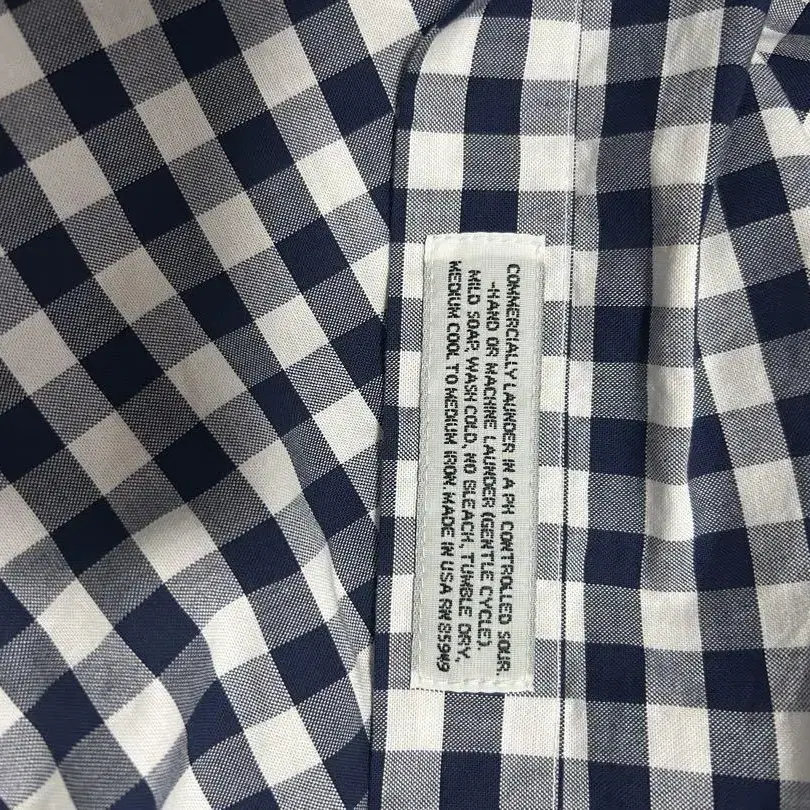 COMMERCIALLY LAUNDER IN A PH CONTROLLED SOUR.
-HAND OR MACHINE LAUNDER (GENTLE CYCLE).
MILD SOAP, WASH COLD, NO BLEACH, TUMBLE DRY,
MEDIUM COOL TO MEDIUM IRON. MADE IN USA RN 85949